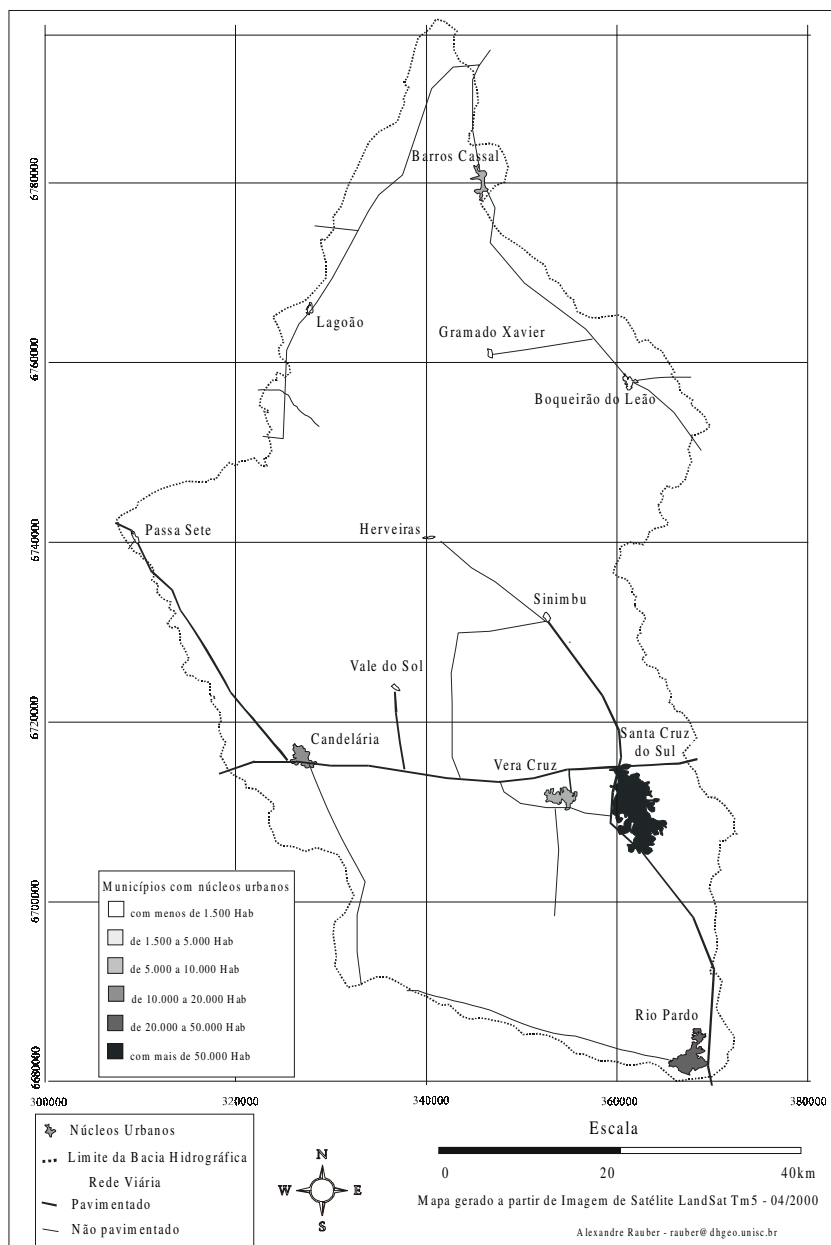 6780000
Barros Cassal
Lagoão
Gramado Xavier
6760000
Boqueirão do Leão
Passa Sete
Herveiras
6740000
Sinimbu
Vale do Sol
6720000
Candelária
Vera Cruz
Santa Cruz
do Sul
6700000
Municípios com núcleos urbanos
com menos de 1.500 Hab
de 1.500 a 5.000 Hab
de 5.000 a 10.000 Hab
de 10.000 a 20.000 Hab
de 20.000 a 50.000 Hab
com mais de 50.000 Hab
Rio Pardo
6680000
300000 320000 340000 360000 380000
Núcleos Urbanos
Limite da Bacia Hidrográfica
Rede Viária
Pavimentado
Não pavimentado
N
W E
S
Escala
0 20 40km
Mapa gerado a partir de Imagem de Satélite LandSat Tm5 - 04/2000
Alexandre Rauber - rauber@dhgeo.unisc.br